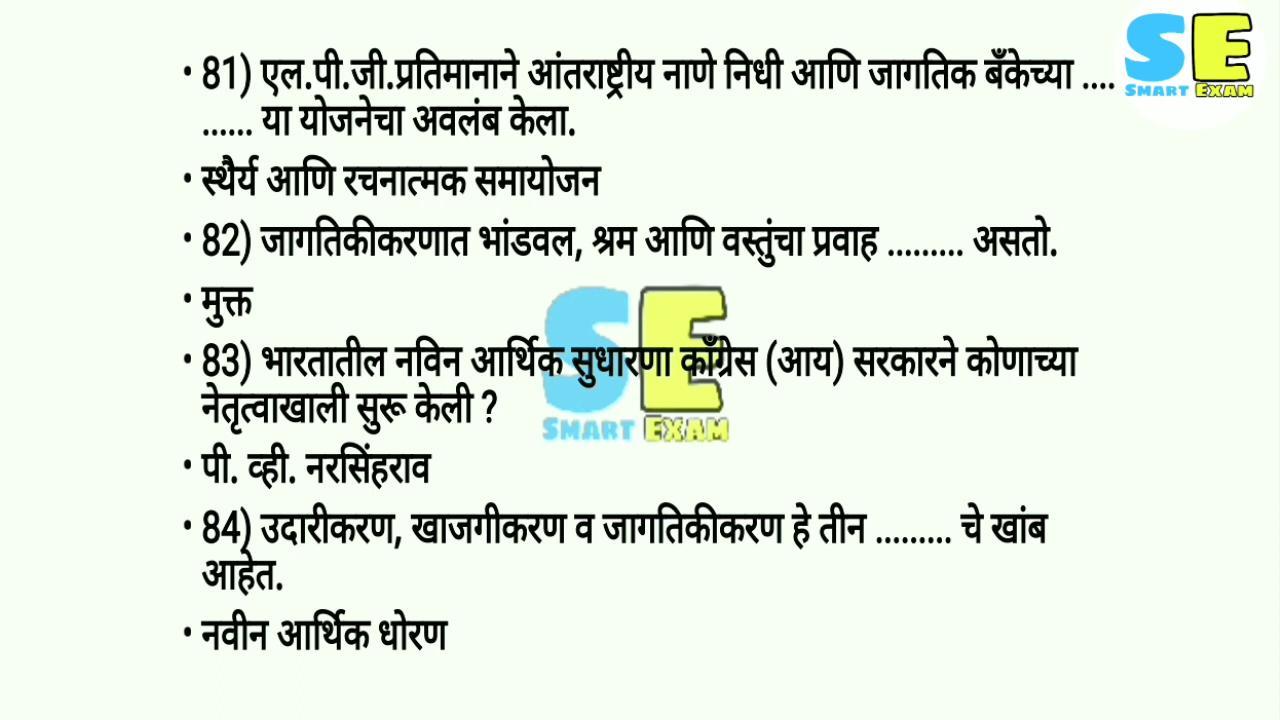 SE
SMART EXAM
• 81) एल.पी.जी.प्रतिमानाने आंतराष्ट्रीय नाणे निधी आणि जागतिक बँकेच्या ....
...... या योजनेचा अवलंब केला.
• स्थैर्य आणि रचनात्मक समायोजन
• 82) जागतिकीकरणात भांडवल, श्रम आणि वस्तुंचा प्रवाह ......... असतो.
• मुक्त
• 83) भारतातील नविन आर्थिक सुधारणा काँग्रेस (आय) सरकारने कोणाच्या
नेतृत्वाखाली सुरू केली ?
SE
SMART EXAM
• पी. व्ही. नरसिंहराव
• 84) उदारीकरण, खाजगीकरण व जागतिकीकरण हे तीन ......... चे खांब
आहेत.
• नवीन आर्थिक धोरण